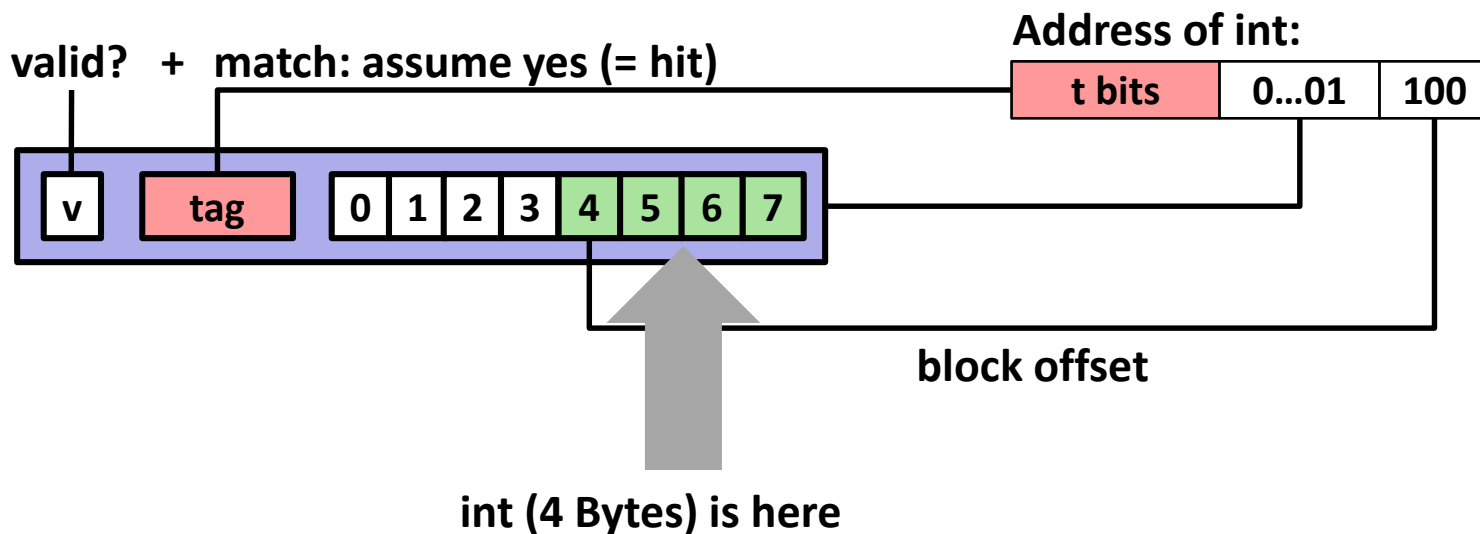 Address of int:
valid? + match: assume yes (= hit)
t bits 0...01 100
v tag 0 1 2 3 4 5 6 7
block offset
int (4 Bytes) is here